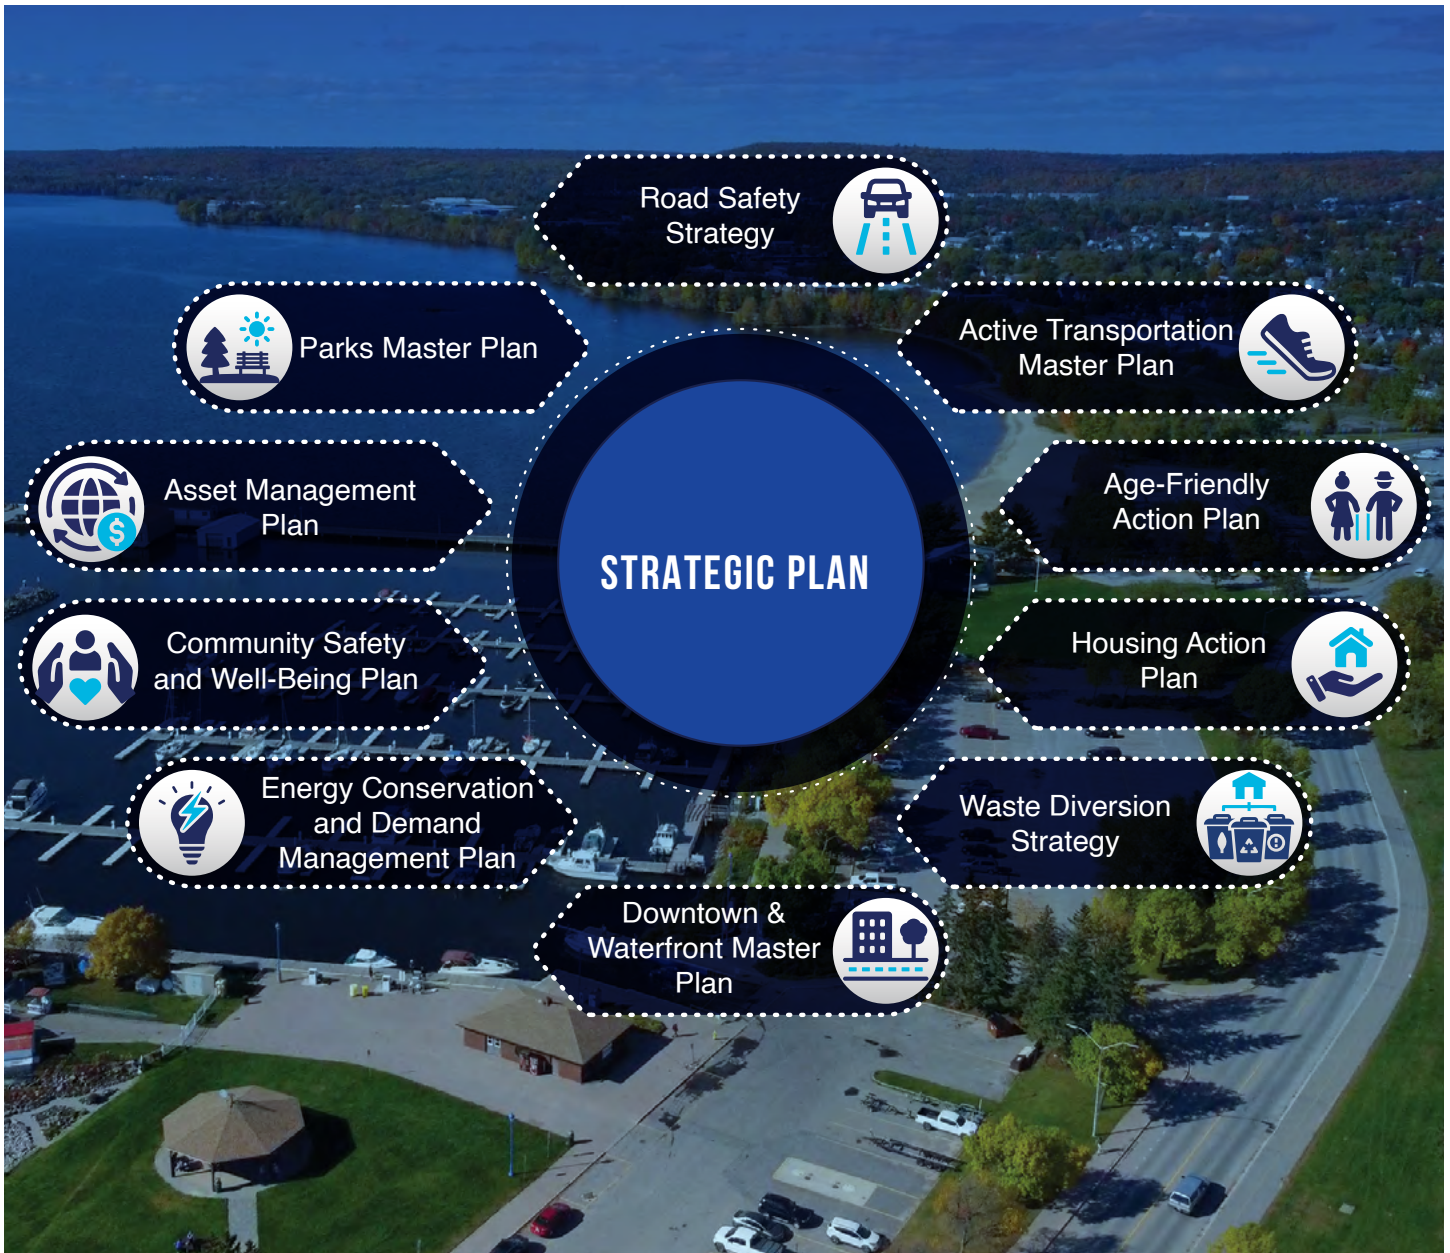 Road Safety
Strategy
Parks Master Plan
Active Transportation
Master Plan
Asset Management
Plan
Age-Friendly
Action Plan
STRATEGIC PLAN
Community Safety
and Well-Being Plan
Housing Action
Plan
Energy Conservation
and Demand
Management Plan
Waste Diversion
Strategy
Downtown &
Waterfront Master
Plan
$